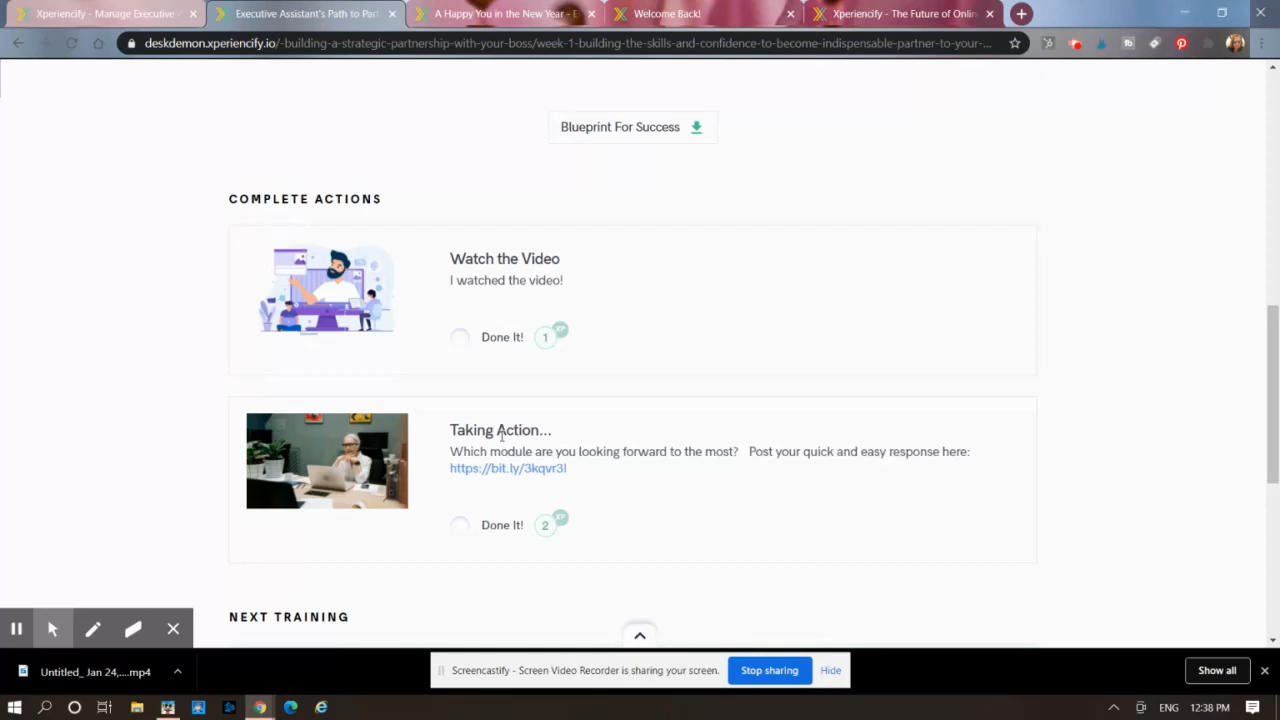 Xperiencify - Manage Executive
Executive Assistant's Path to Part
A Happy You in the New Year - E
Welcome Back!
Xperiencify - The Future of Onlin
deskdemon.xperiencify.io/-building-a-strategic-partnership-with-your-boss/week-1-building-the-skills-and-confidence-to-become-indispensable-partner-to-your-...
Blueprint For Success
COMPLETE ACTIONS
Watch the Video
I watched the video!
Done It! 1 XP
Taking Action...
Which module are you looking forward to the most? Post your quick and easy response here:
https://bit.ly/3kqvr3l
Done It! 2 XP
NEXT TRAINING
Untitled_ Jan 24,....mp4
Screencastify - Screen Video Recorder is sharing your screen.
Stop sharing
Hide
Show all
ENG
12:38 PM